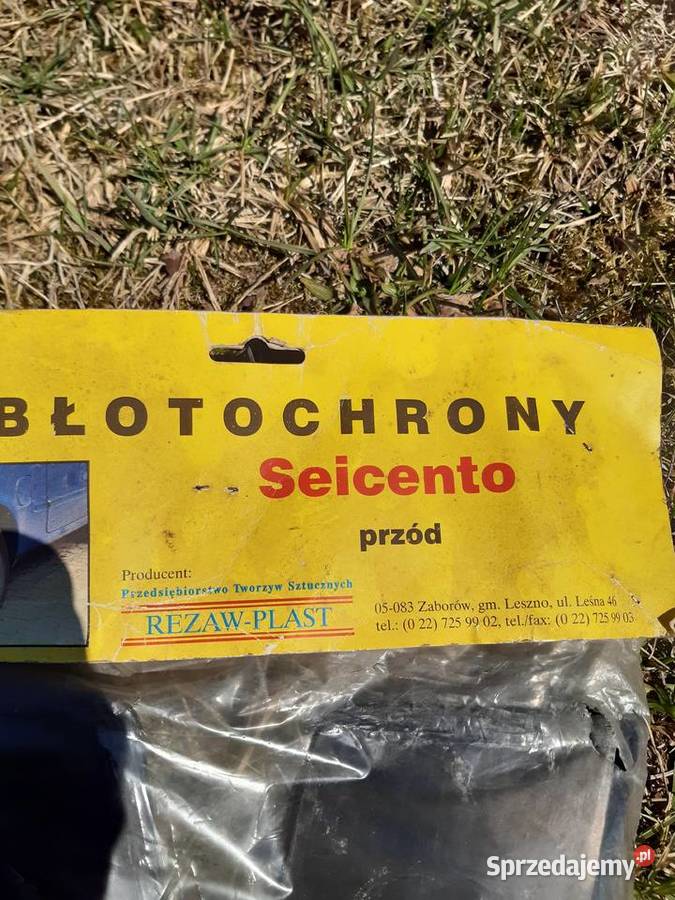 BŁOTOCHRONY
Seicento
przód
Producent:
Przedsiębiorstwo Tworzyw Sztucznych
REZAW-PLAST
05-083 Zaborów, gm. Leszno, ul. Leśna 46
tel.: (0 22) 725 99 02, tel./fax: (0 22) 725 99 03
Sprzedajemy.pl